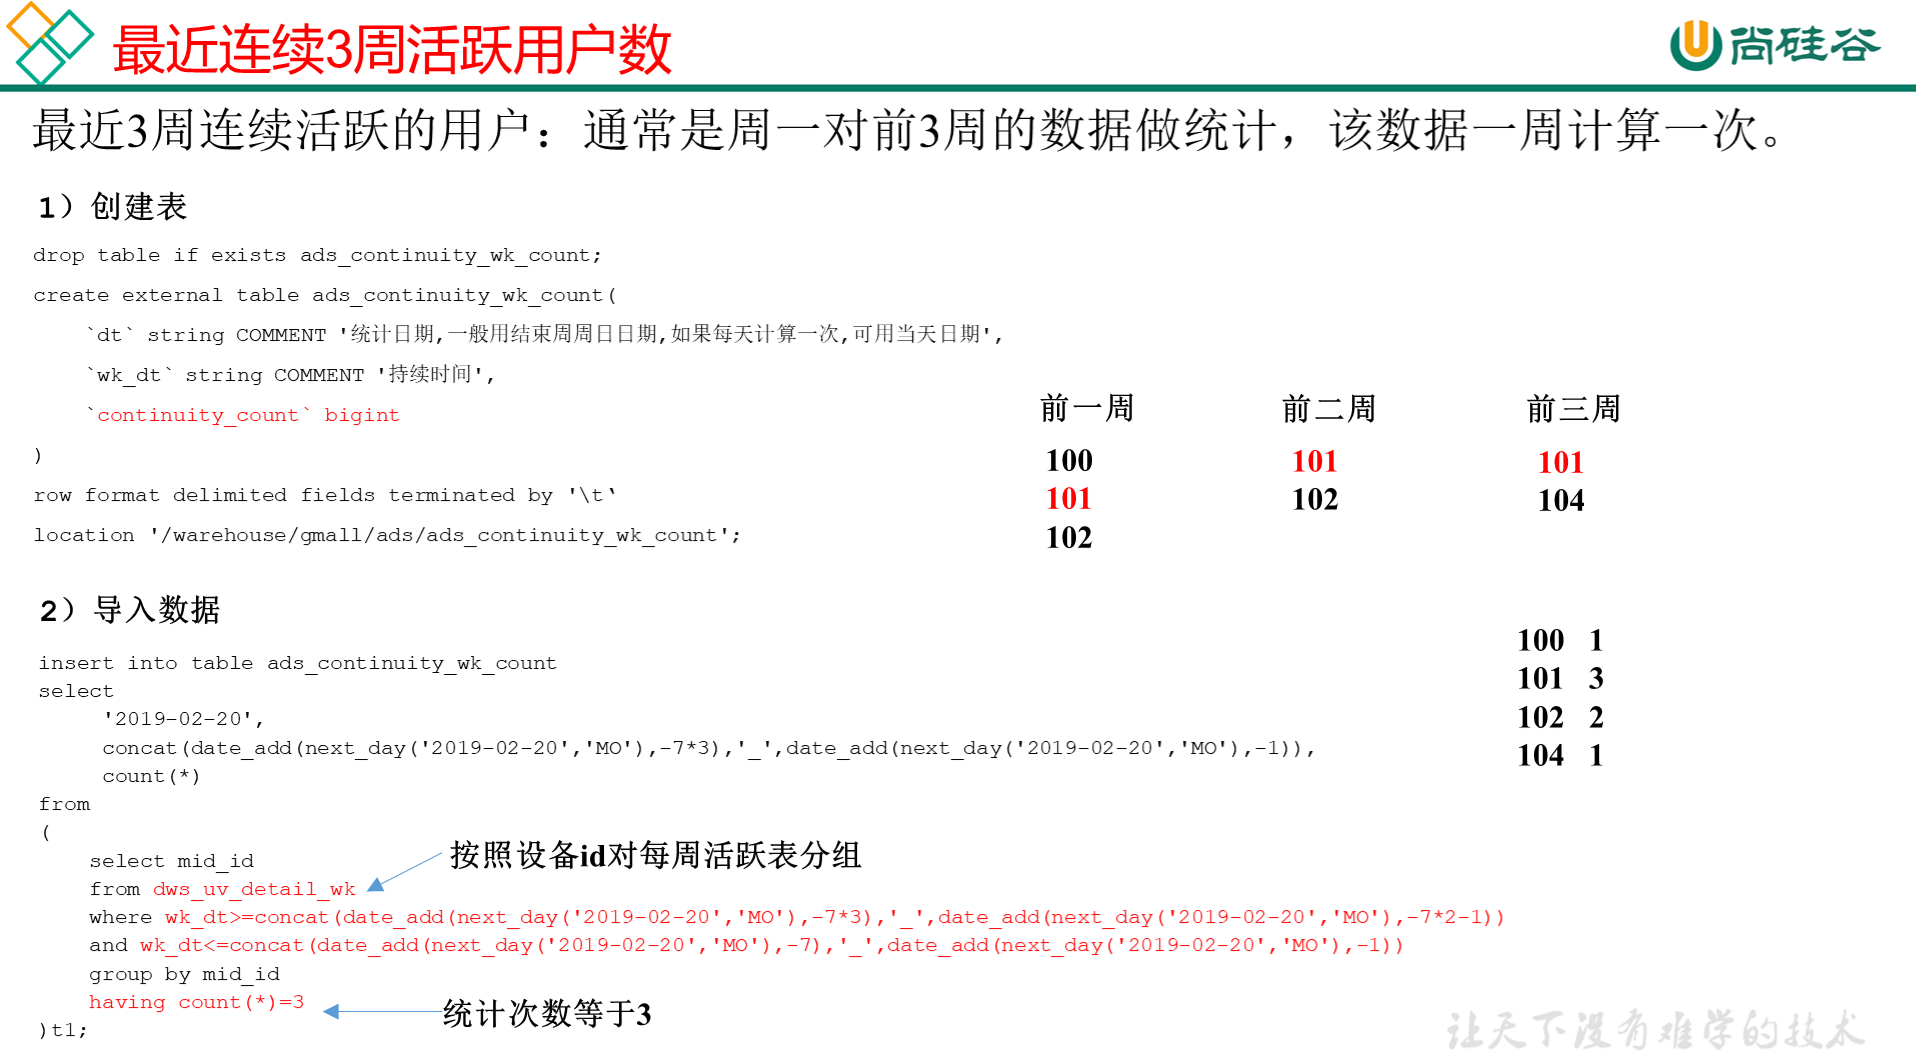 最近连续3周活跃用户数
尚硅谷
最近3周连续活跃的用户：通常是周一对前3周的数据做统计，该数据一周计算一次。
1）创建表
drop table if exists ads_continuity_wk_count;
create external table ads_continuity_wk_count(
`dt` string COMMENT '统计日期,一般用结束周周日日期,如果每天计算一次,可用当天日期',
`wk_dt` string COMMENT '持续时间',
`continuity_count` bigint
)
row format delimited fields terminated by '\t‘
location '/warehouse/gmall/ads/ads_continuity_wk_count';
前一周 前二周 前三周
100 101 101
101 102 104
102
2）导入数据
insert into table ads_continuity_wk_count
select
'2019-02-20',
concat(date_add(next_day('2019-02-20','MO'),-7*3),'_',date_add(next_day('2019-02-20','MO'),-1)),
count(*)
from
(
select mid_id
from dws_uv_detail_wk
where wk_dt>=concat(date_add(next_day('2019-02-20','MO'),-7*3),'_',date_add(next_day('2019-02-20','MO'),-7*2-1))
and wk_dt<=concat(date_add(next_day('2019-02-20','MO'),-7),'_',date_add(next_day('2019-02-20','MO'),-1))
group by mid_id
having count(*)=3
)t1;
100 1
101 3
102 2
104 1
按照设备id对每周活跃表分组
统计次数等于3
让天下没有难学的技术